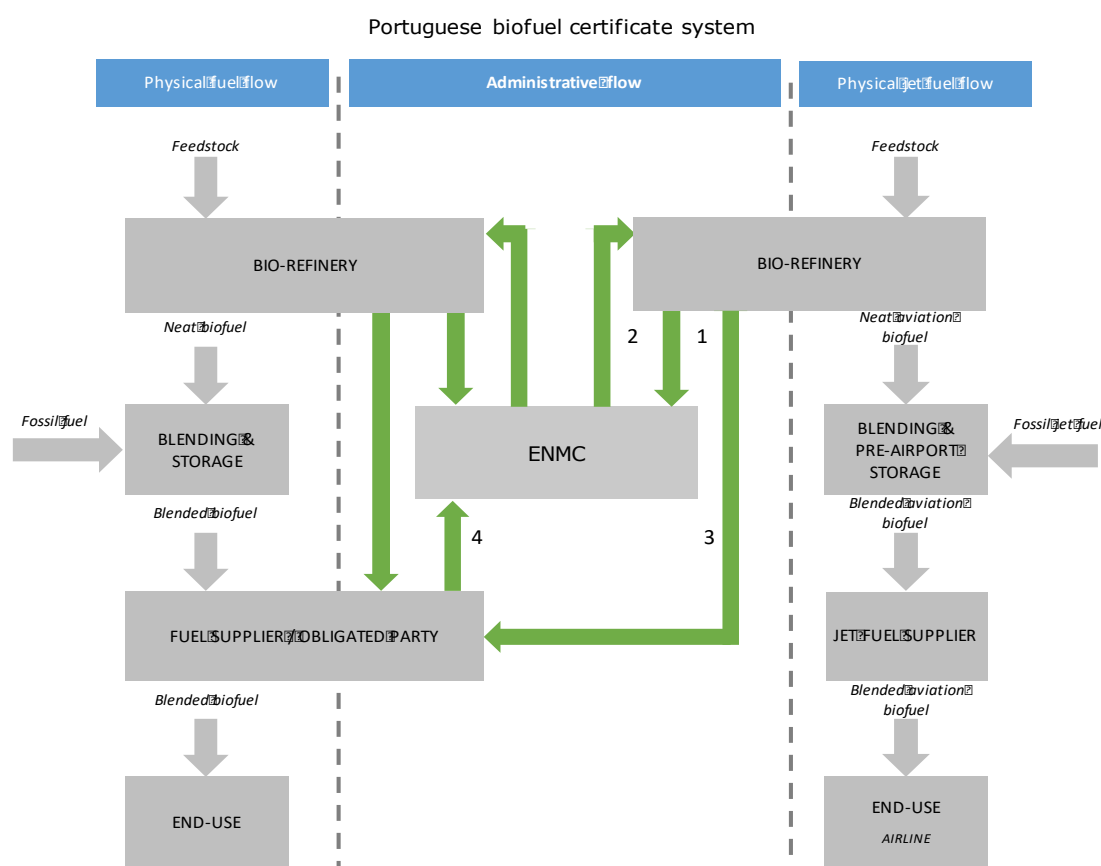 Portuguese biofuel certificate system
Physical fuel flow
Administrative flow
Physical jet fuel flow
Feedstock
Feedstock
BIO-REFINERY
BIO-REFINERY
Neat biofuel
2
1
Neat aviation
biofuel
Fossil fuel
BLENDING &
STORAGE
ENMC
BLENDING &
PRE-AIRPORT
STORAGE
Fossil jet fuel
Blended biofuel
4
3
Blended aviation
biofuel
FUEL SUPPLIER / OBLIGATED PARTY
JET FUEL SUPPLIER
Blended biofuel
Blended aviation
biofuel
END-USE
END-USE
AIRLINE